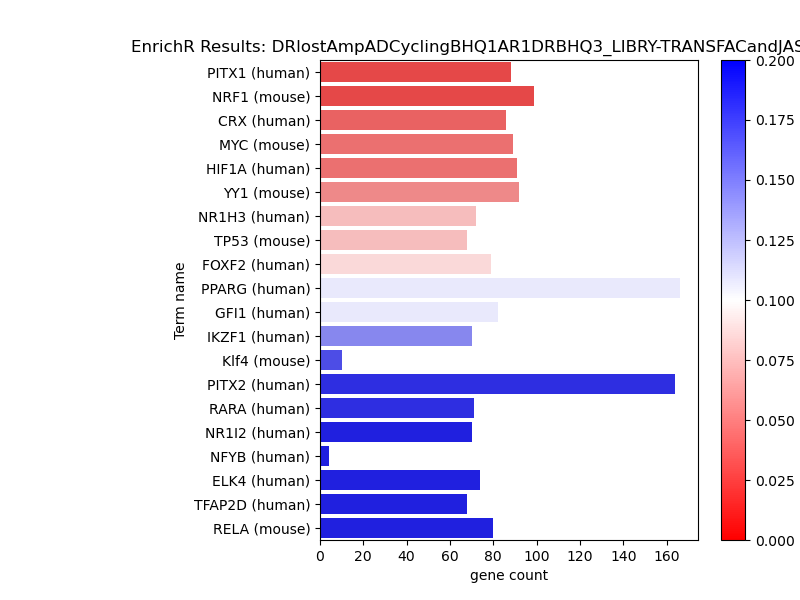 EnrichR Results: DRlostAmpADCyclingBHQ1AR1DRBHQ3_LIBRY-TRANSFACandJAS
PITX1 (human)
NRF1 (mouse)
CRX (human)
MYC (mouse)
HIF1A (human)
YY1 (mouse)
NR1H3 (human)
TP53 (mouse)
FOXF2 (human)
PPARG (human)
GFI1 (human)
IKZF1 (human)
Klf4 (mouse)
PITX2 (human)
RARA (human)
NR1I2 (human)
NFYB (human)
ELK4 (human)
TFAP2D (human)
RELA (mouse)
Term name
0 20 40 60 80 100 120 140 160
gene count
0.200
0.175
0.150
0.125
0.100
0.075
0.050
0.025
0.000